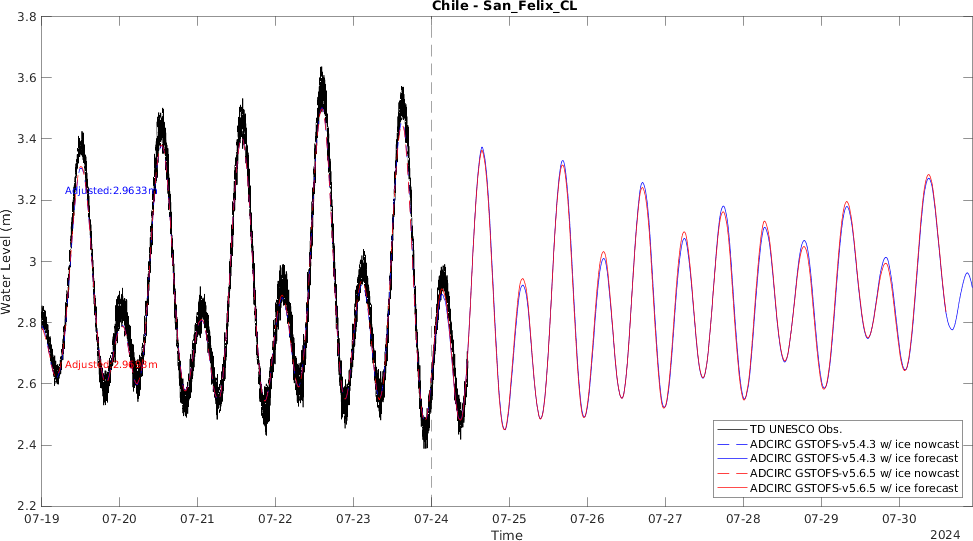 Chile - San_Felix_CL
Water Level (m)
3.8
3.6
3.4
3.2
3
2.8
2.6
2.4
2.2
Adjusted:2.9633m
TD UNESCO Obs.
ADCIRC GSTOFS-v5.4.3 w/ ice nowcast
ADCIRC GSTOFS-v5.4.3 w/ ice forecast
ADCIRC GSTOFS-v5.6.5 w/ ice nowcast
ADCIRC GSTOFS-v5.6.5 w/ ice forecast
07-19 07-20 07-21 07-22 07-23 07-24 07-25 07-26 07-27 07-28 07-29 07-30
Time
2024